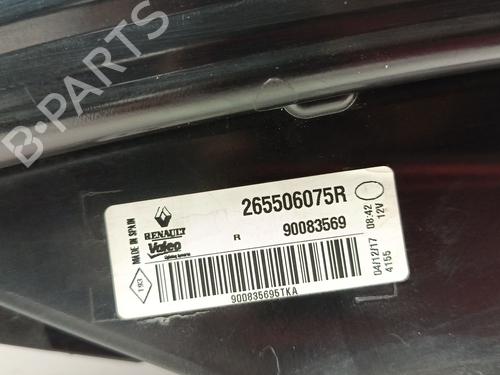 B-PARTS
MADE IN SPAIN
RENAULT
Valeo
265506075R
R 90083569
04/12/17 08:42
4155 12V
900835695TKA